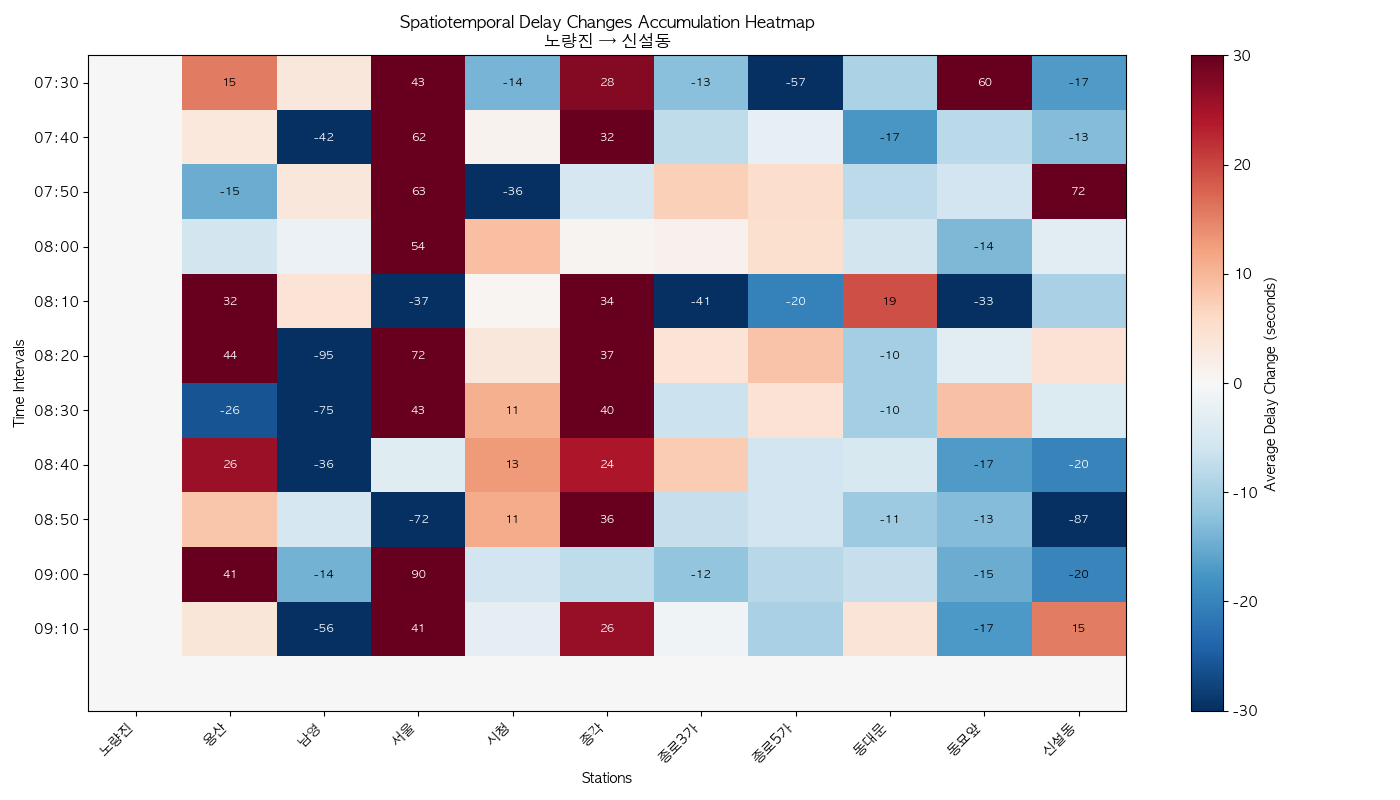 Spatiotemporal Delay Changes Accumulation Heatmap
노량진 → 신설동
07:30 15 43 -14 28 -13 -57 60 -17
07:40 -42 62 32 -17 -13
07:50 -15 63 -36 72
08:00 54 -14
08:10 32 -37 34 -41 -20 19 -33
08:20 44 -95 72 37 -10
08:30 -26 -75 43 11 40 -10
08:40 26 -36 13 24 -17 -20
08:50 -72 11 36 -11 -13 -87
09:00 41 -14 90 -12 -15 -20
09:10 -56 41 26 -17 15
Time Intervals
노량진 용산 남영 서울 시청 종각 종로3가 종로5가 동대문 동묘앞 신설동
Stations
30
20
10
0
-10
-20
-30
Average Delay Change (seconds)